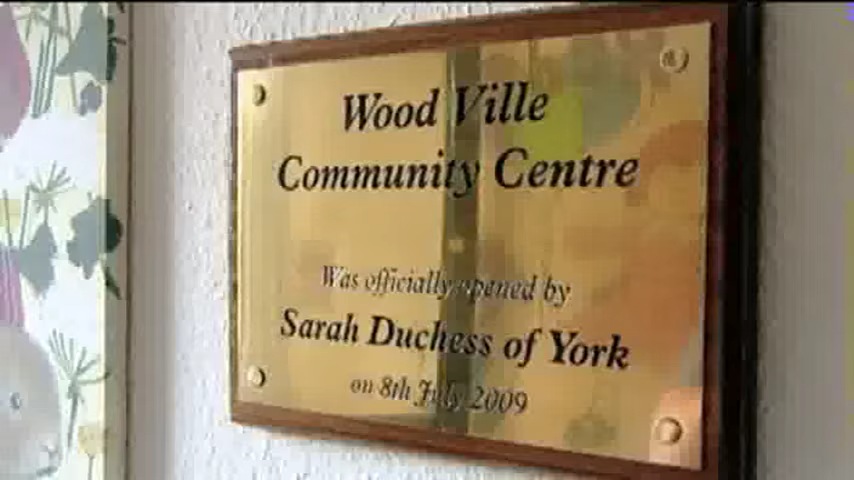 Wood Ville
Community Centre
Was officially opened by
Sarah Duchess of York
on 8th July 2009